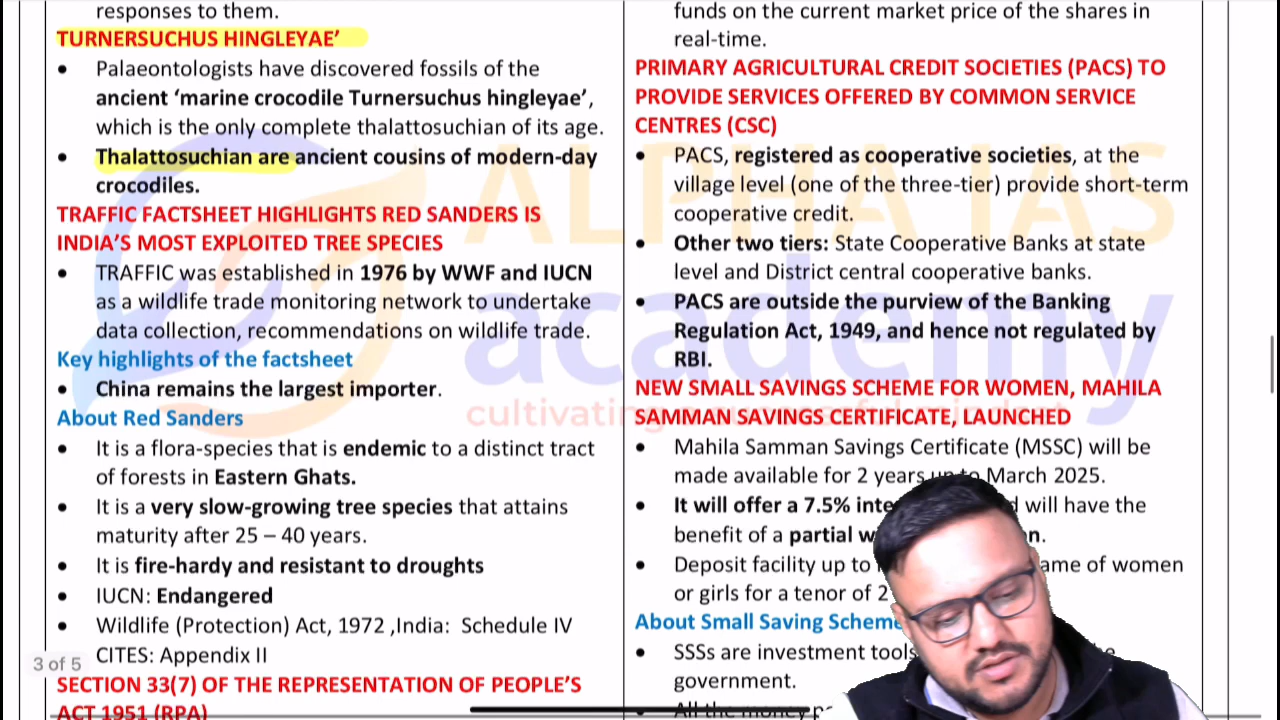 responses to them.
TURNERSUCHUS HINGLEYAE’
• Palaeontologists have discovered fossils of the
ancient ‘marine crocodile Turnersuchus hingleyae’,
which is the only complete thalattosuchian of its age.
• Thalattosuchian are ancient cousins of modern-day
crocodiles.
TRAFFIC FACTSHEET HIGHLIGHTS RED SANDERS IS
INDIA’S MOST EXPLOITED TREE SPECIES
• TRAFFIC was established in 1976 by WWF and IUCN
as a wildlife trade monitoring network to undertake
data collection, recommendations on wildlife trade.
Key highlights of the factsheet
• China remains the largest importer.
About Red Sanders
• It is a flora-species that is endemic to a distinct tract
of forests in Eastern Ghats.
• It is a very slow-growing tree species that attains
maturity after 25 – 40 years.
• It is fire-hardy and resistant to droughts
• IUCN: Endangered
• Wildlife (Protection) Act, 1972 ,India: Schedule IV
CITES: Appendix II
3 of 5
SECTION 33(7) OF THE REPRESENTATION OF PEOPLE’S
ACT 1951 (RPA)
funds on the current market price of the shares in
real-time.
PRIMARY AGRICULTURAL CREDIT SOCIETIES (PACS) TO
PROVIDE SERVICES OFFERED BY COMMON SERVICE
CENTRES (CSC)
• PACS, registered as cooperative societies, at the
village level (one of the three-tier) provide short-term
cooperative credit.
• Other two tiers: State Cooperative Banks at state
level and District central cooperative banks.
• PACS are outside the purview of the Banking
Regulation Act, 1949, and hence not regulated by
RBI.
NEW SMALL SAVINGS SCHEME FOR WOMEN, MAHILA
SAMMAN SAVINGS CERTIFICATE, LAUNCHED
• Mahila Samman Savings Certificate (MSSC) will be
made available for 2 years up to March 2025.
• It will offer a 7.5% will have the
benefit of a partial
• Deposit facility up to of women
or girls for a tenor of 2
About Small Saving
• SSSs are investment tools
government.
• All the money
ALPHA IAS
academy
cultivating